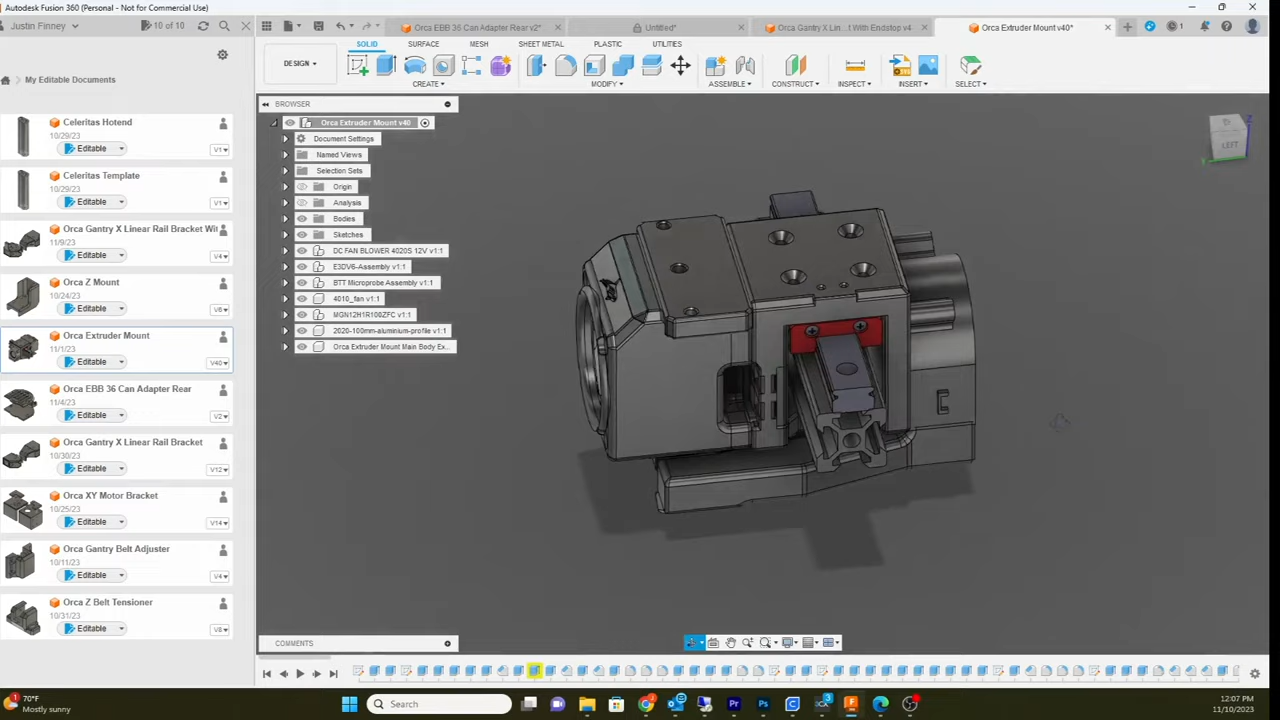 Autodesk Fusion 360 (Personal - Not for Commercial Use)
Justin Finney
10 of 10
My Editable Documents
Celeritas Hotend
10/29/23
Editable
V1
Celeritas Template
10/29/23
Editable
V1
Orca Gantry X Linear Rail Bracket Wit
11/9/23
Editable
V4
Orca Z Mount
10/24/23
Editable
V6
Orca Extruder Mount
11/1/23
Editable
V40
Orca EBB 36 Can Adapter Rear
11/4/23
Editable
V2
Orca Gantry X Linear Rail Bracket
10/30/23
Editable
V12
Orca XY Motor Bracket
10/25/23
Editable
V14
Orca Gantry Belt Adjuster
10/11/23
Editable
V4
Orca Z Belt Tensioner
10/31/23
Editable
V8
Orca EBB 36 Can Adapter Rear v2*
Untitled*
Orca Gantry X Lin...t With Endstop v4
Orca Extruder Mount v40*
1
DESIGN
SOLID
SURFACE
MESH
SHEET METAL
PLASTIC
UTILITIES
CREATE
MODIFY
ASSEMBLE
CONSTRUCT
INSPECT
INSERT
SELECT
BROWSER
Orca Extruder Mount v40
Document Settings
Named Views
Selection Sets
Origin
Analysis
Bodies
Sketches
DC FAN BLOWER 4020S 12V v1:1
E3DV6-Assembly v1:1
BTT Microprobe Assembly v1:1
4010_fan v1:1
MGN12H1R100ZFC v1:1
2020-100mm-aluminium-profile v1:1
Orca Extruder Mount Main Body Ex...
LEFT
Z
COMMENTS
70°F
Mostly sunny
Search
3
12:07 PM
11/10/2023